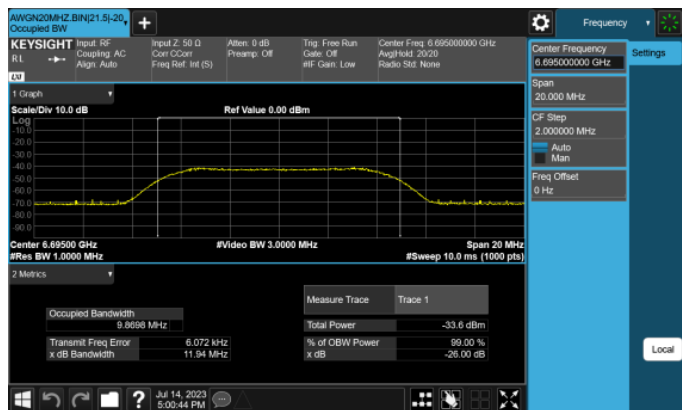 AWGN20MHZ.BIN|21.5|-20,
Occupied BW
Frequency
KEYSIGHT
R L
LXI
Input: RF
Coupling: AC
Align: Auto
Input Z: 50 Ω
Corr CCorr
Freq Ref: Int (S)
Atten: 0 dB
Preamp: Off
Trig: Free Run
Gate: Off
#IF Gain: Low
Center Freq: 6.695000000 GHz
Avg|Hold: 20/20
Radio Std: None
Center Frequency
6.695000000 GHz
Settings
Span
20.000 MHz
CF Step
2.000000 MHz
Auto
Man
Freq Offset
0 Hz
Local
1 Graph
Scale/Div 10.0 dB
Ref Value 0.00 dBm
Log
-10.0
-20.0
-30.0
-40.0
-50.0
-60.0
-70.0
-80.0
-90.0
Center 6.69500 GHz
#Video BW 3.0000 MHz
Span 20 MHz
#Res BW 1.0000 MHz
#Sweep 10.0 ms (1000 pts)
2 Metrics
Measure Trace
Trace 1
Occupied Bandwidth
9.8698 MHz
Total Power
-33.6 dBm
Transmit Freq Error
6.072 kHz
% of OBW Power
99.00 %
x dB Bandwidth
11.94 MHz
x dB
-26.00 dB
?
Jul 14, 2023
5:00:44 PM